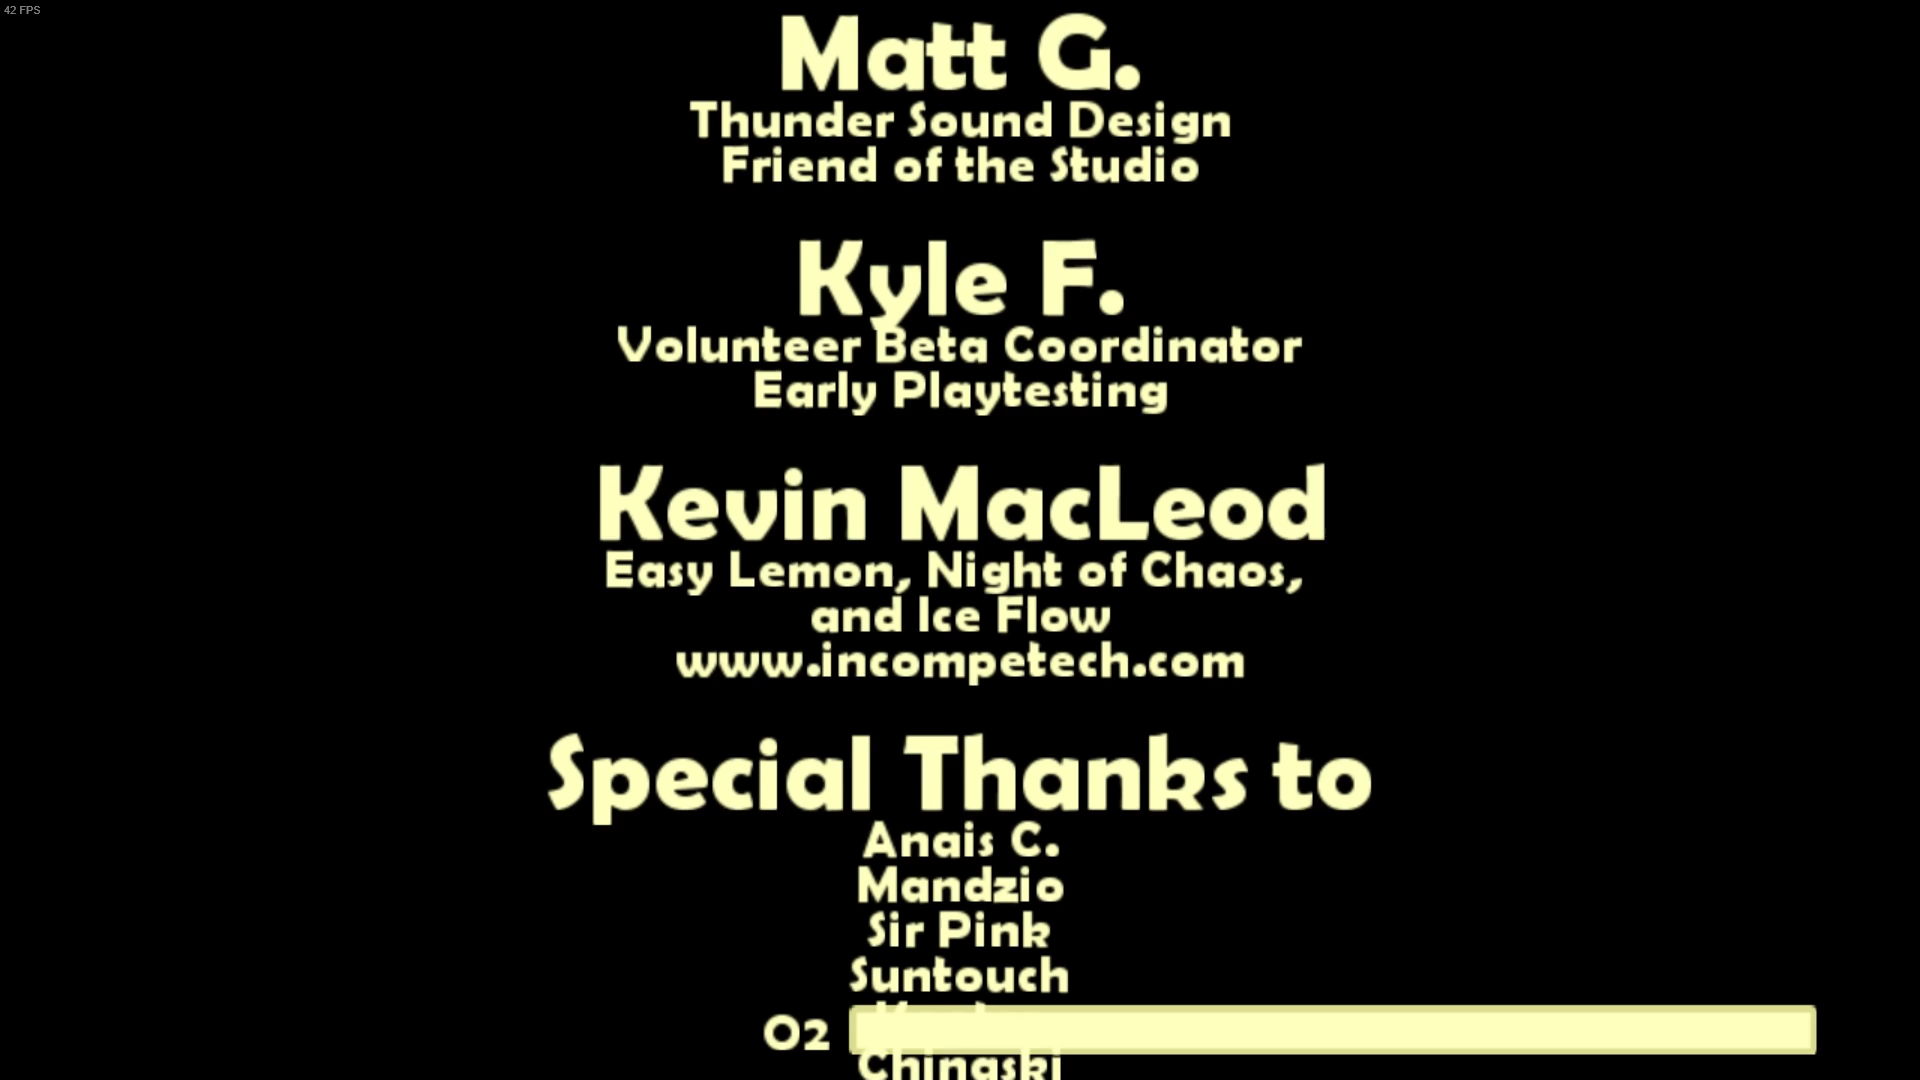 42 FPS
Matt G.
Thunder Sound Design
Friend of the Studio
Kyle F.
Volunteer Beta Coordinator
Early Playtesting
Kevin MacLeod
Easy Lemon, Night of Chaos,
and Ice Flow
www.incompetech.com
Special Thanks to
Anais C.
Mandzio
Sir Pink
Suntouch
O2
Chingski